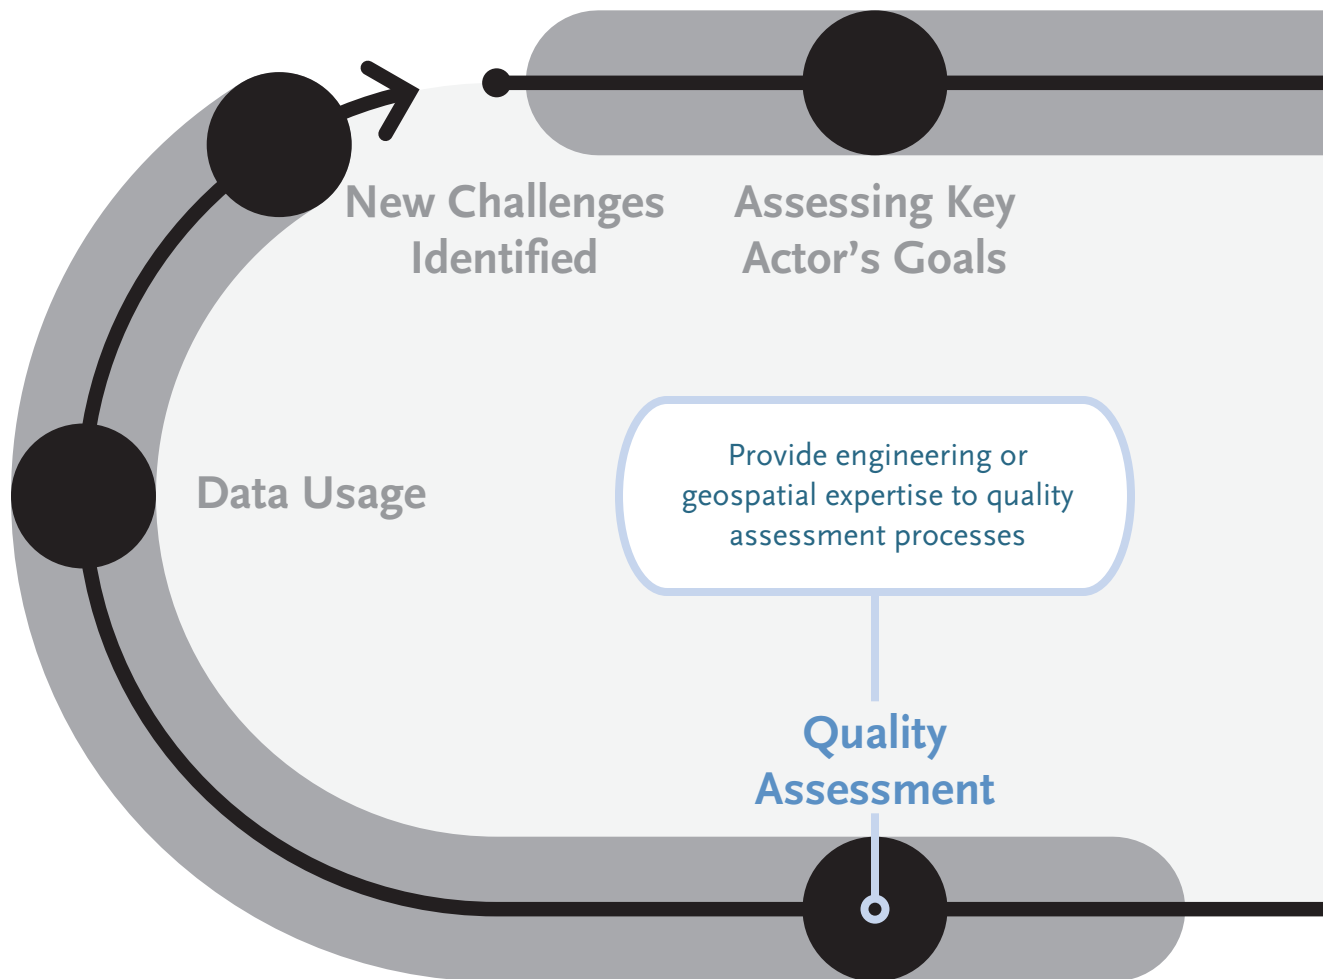 New Challenges
Identified
Assessing Key
Actor’s Goals
Provide engineering or
geospatial expertise to quality
assessment processes
Data Usage
Quality
Assessment